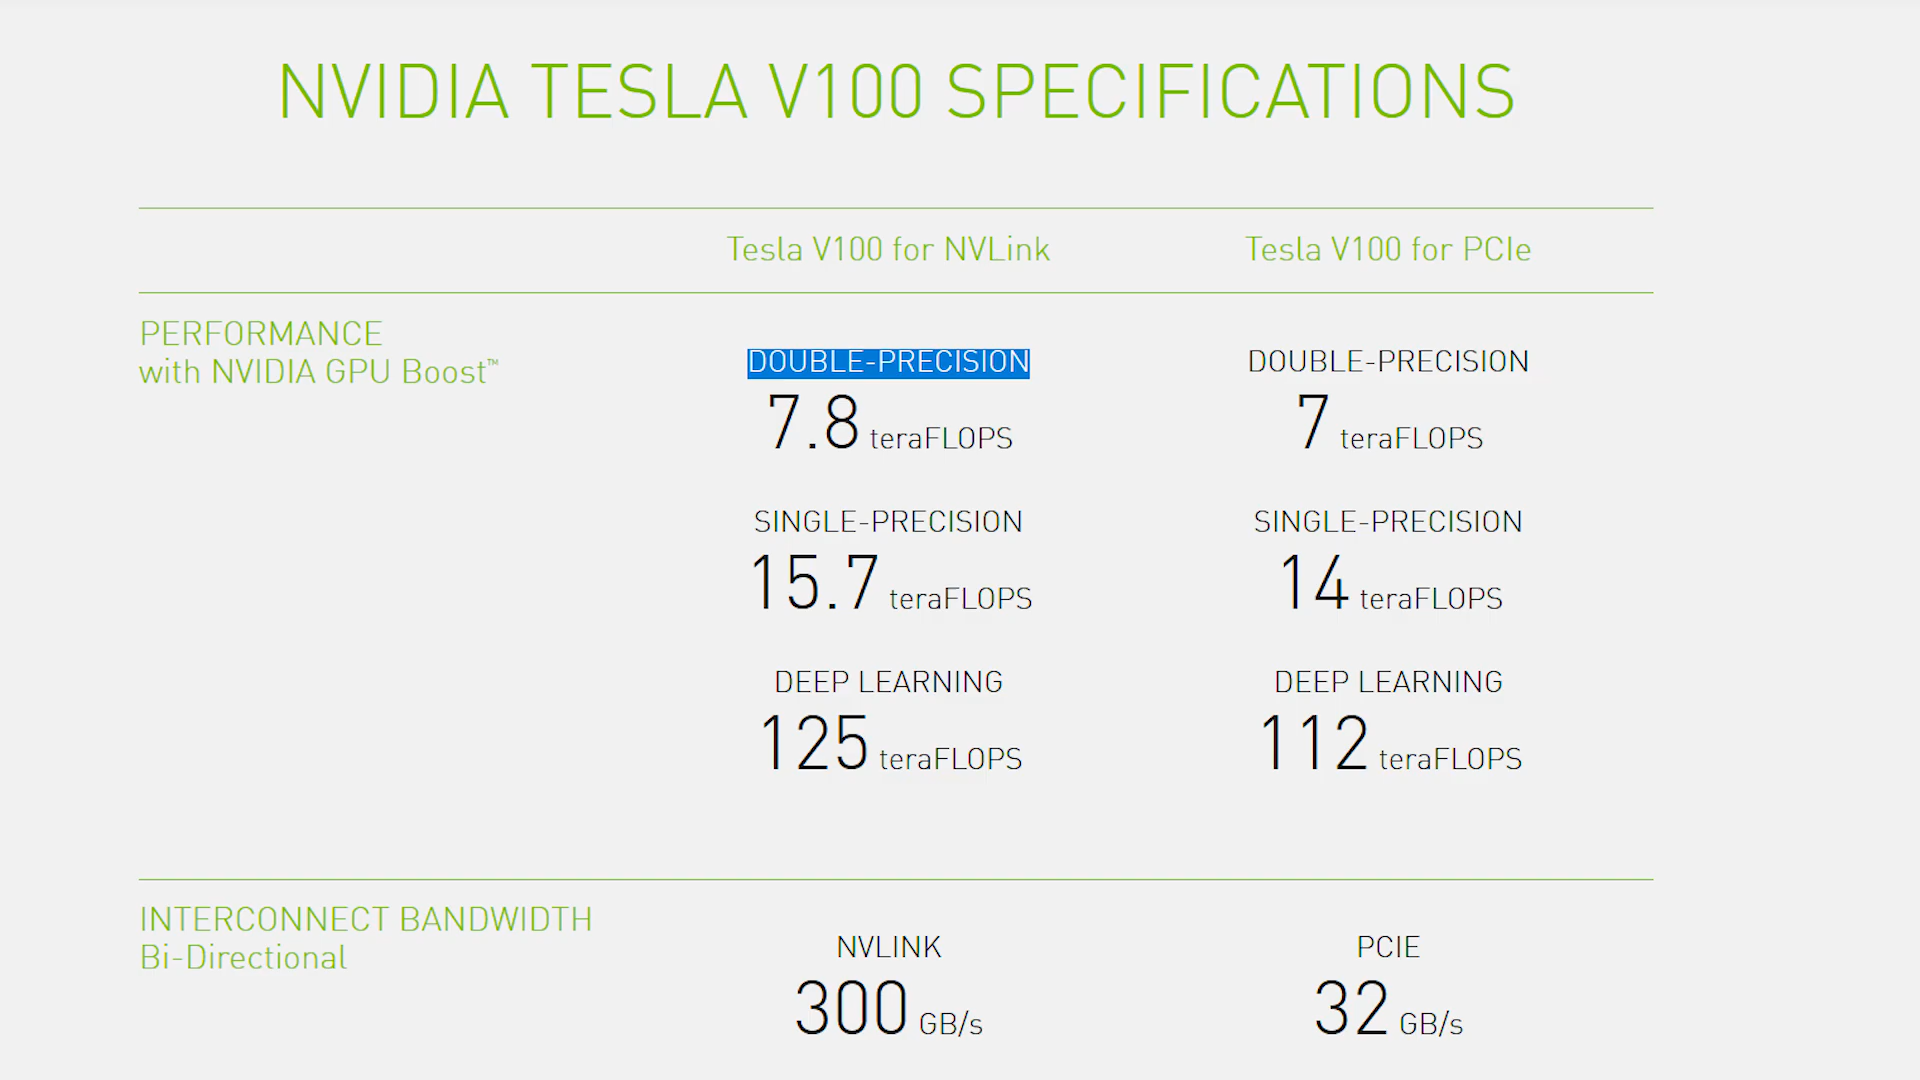 NVIDIA TESLA V100 SPECIFICATIONS
Tesla V100 for NVLink Tesla V100 for PCIe
PERFORMANCE
with NVIDIA GPU Boost™
DOUBLE-PRECISION DOUBLE-PRECISION
7.8 teraFLOPS 7 teraFLOPS
SINGLE-PRECISION SINGLE-PRECISION
15.7 teraFLOPS 14 teraFLOPS
DEEP LEARNING DEEP LEARNING
125 teraFLOPS 112 teraFLOPS
INTERCONNECT BANDWIDTH
Bi-Directional
NVLINK PCIE
300 GB/s 32 GB/s